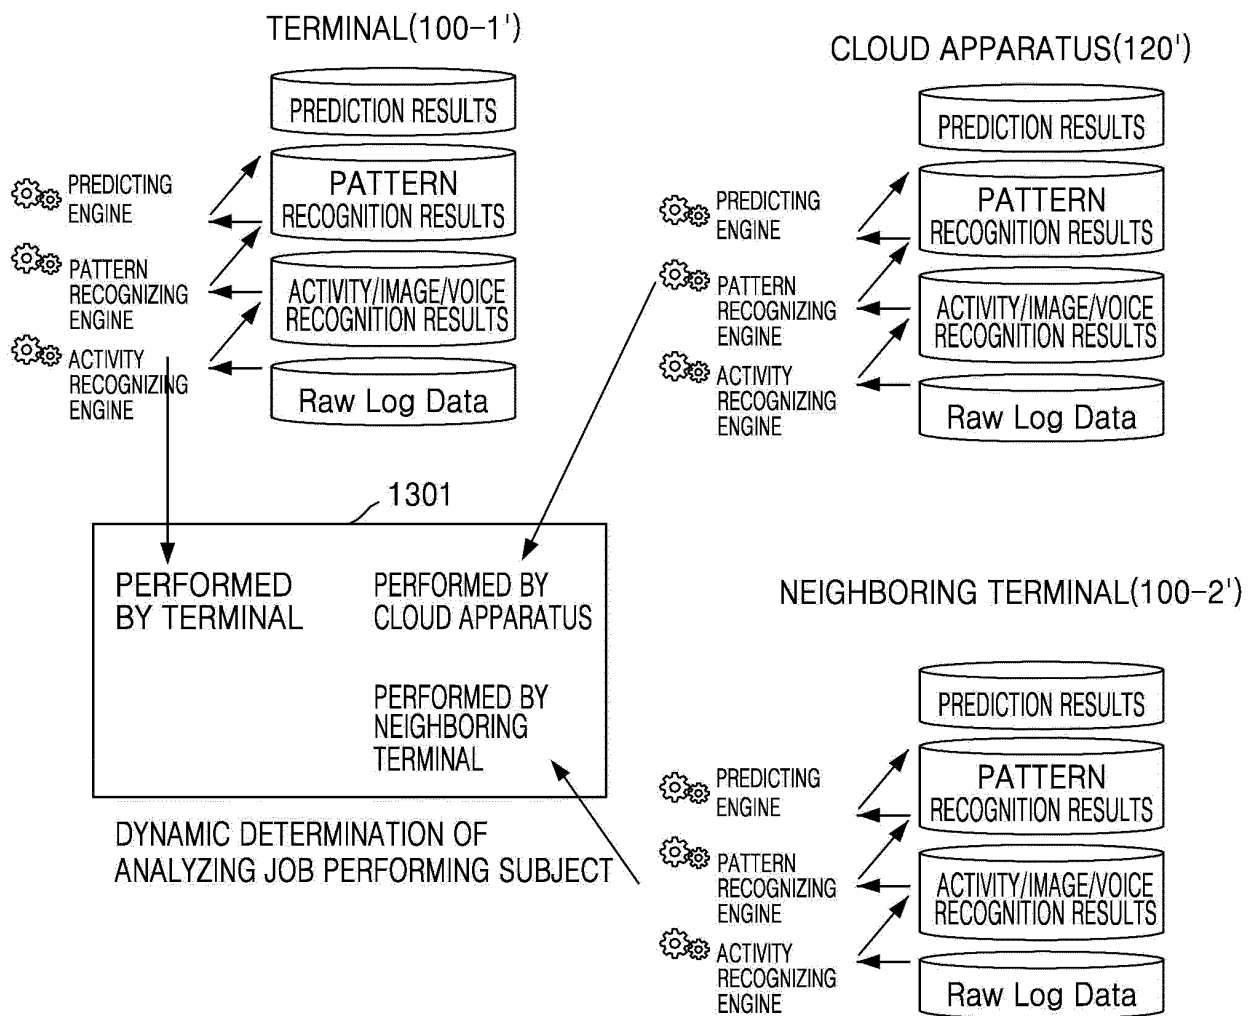 TERMINAL(100-1')
PREDICTION RESULTS
PATTERN
RECOGNITION RESULTS
ACTIVITY/IMAGE/VOICE
RECOGNITION RESULTS
Raw Log Data
PREDICTING
ENGINE
PATTERN
RECOGNIZING
ENGINE
ACTIVITY
RECOGNIZING
ENGINE
CLOUD APPARATUS(120')
PREDICTION RESULTS
PATTERN
RECOGNITION RESULTS
ACTIVITY/IMAGE/VOICE
RECOGNITION RESULTS
Raw Log Data
PREDICTING
ENGINE
PATTERN
RECOGNIZING
ENGINE
ACTIVITY
RECOGNIZING
ENGINE
1301
PERFORMED
BY TERMINAL
PERFORMED BY
CLOUD APPARATUS
PERFORMED BY
NEIGHBORING
TERMINAL
DYNAMIC DETERMINATION OF
ANALYZING JOB PERFORMING SUBJECT
NEIGHBORING TERMINAL(100-2')
PREDICTION RESULTS
PATTERN
RECOGNITION RESULTS
ACTIVITY/IMAGE/VOICE
RECOGNITION RESULTS
Raw Log Data
PREDICTING
ENGINE
PATTERN
RECOGNIZING
ENGINE
ACTIVITY
RECOGNIZING
ENGINE